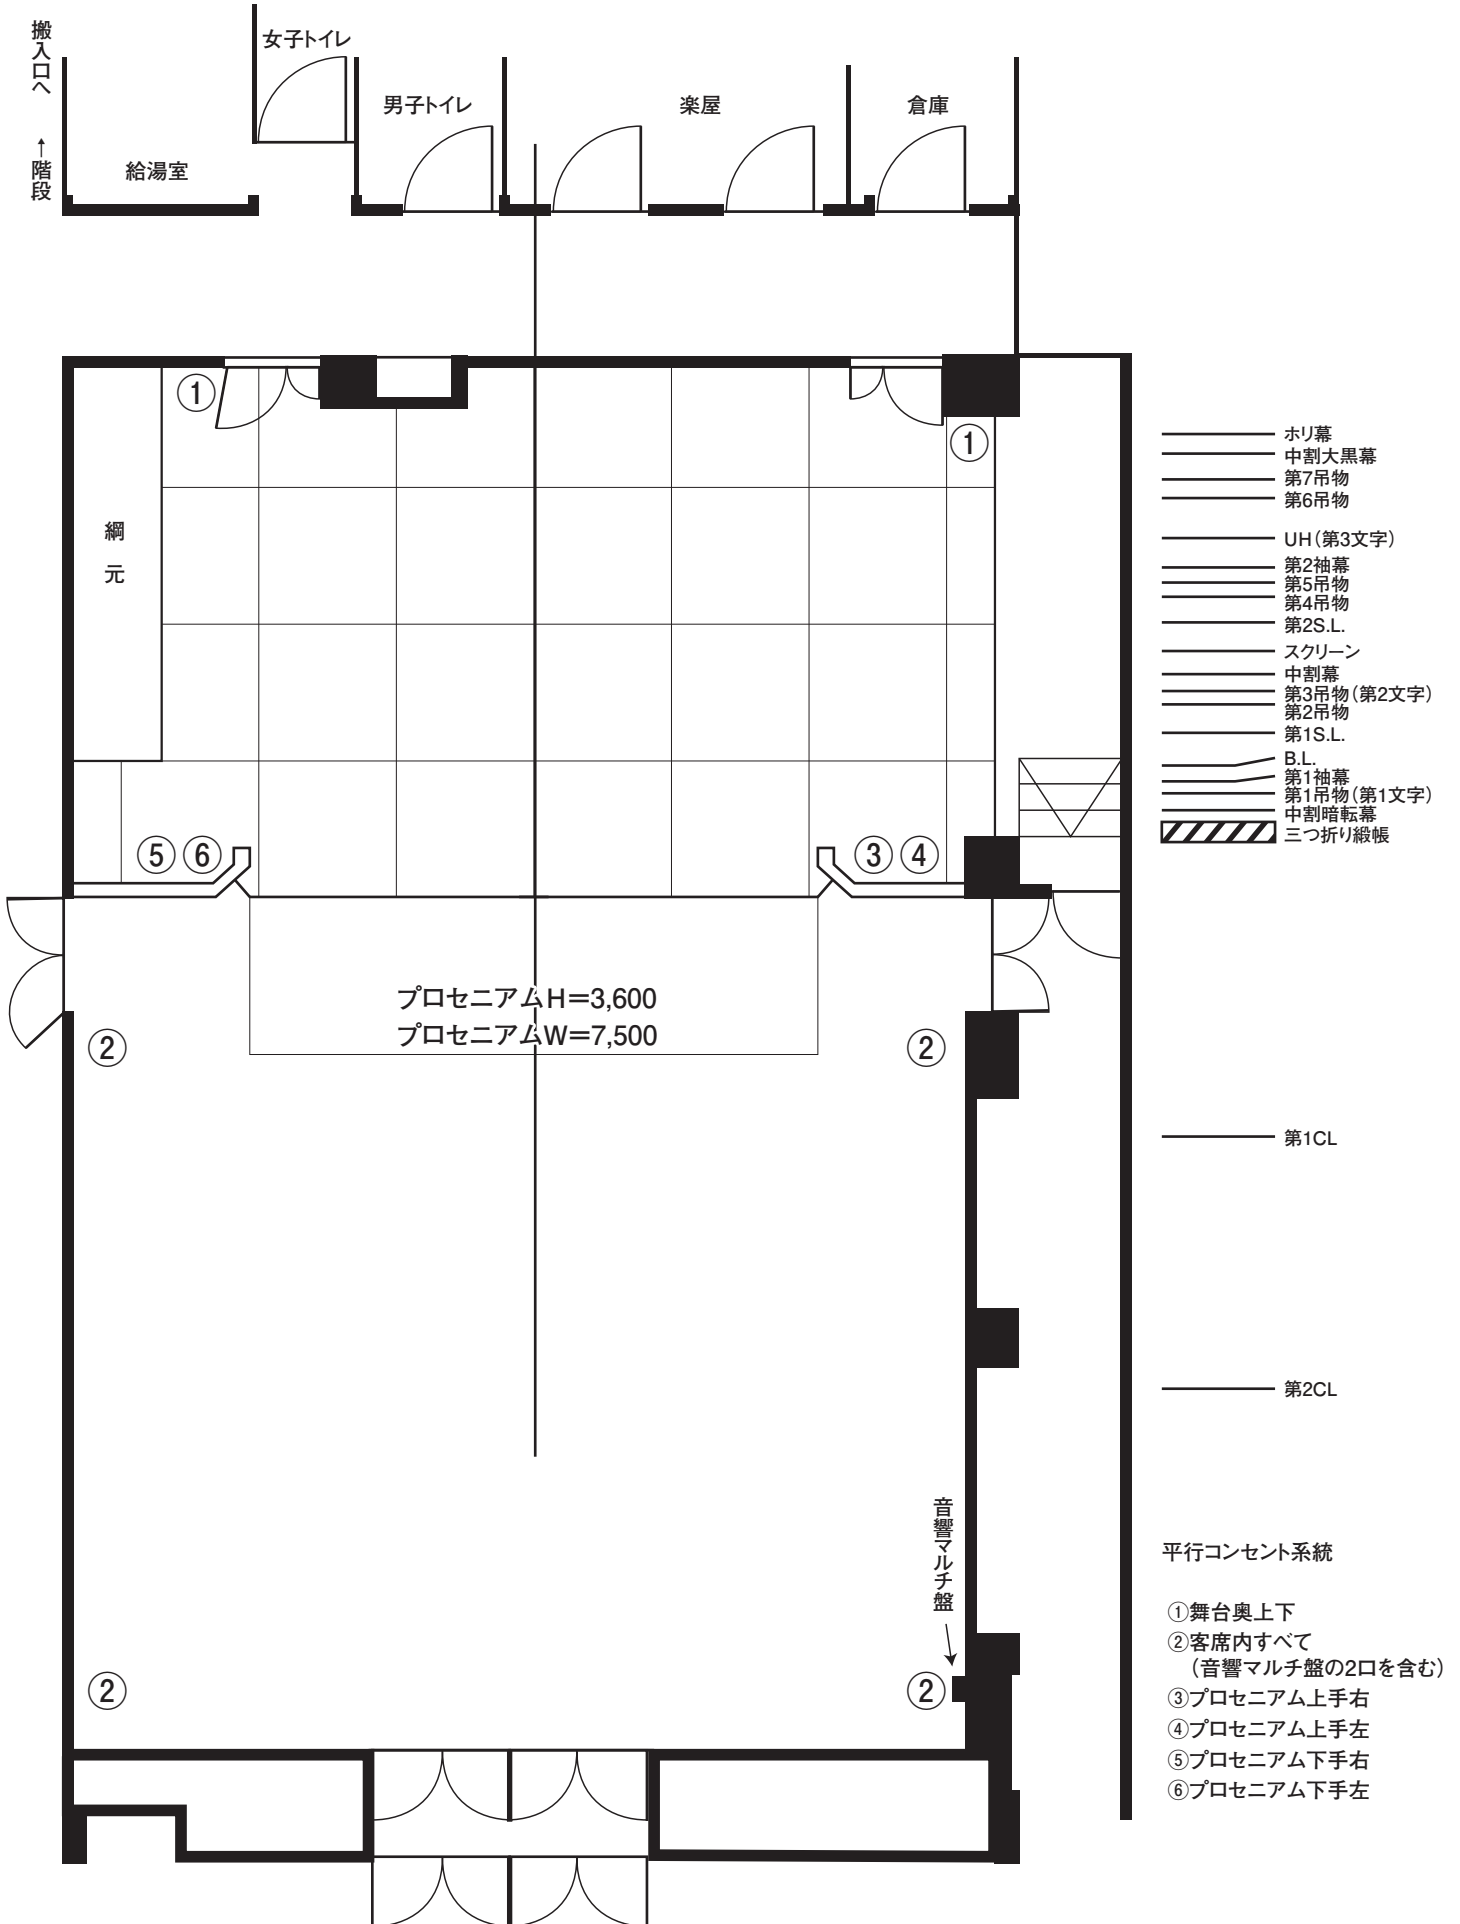 搬入口へ ↑階段
女子トイレ
男子トイレ
楽屋
倉庫
給湯室
①
①
綱元
⑤⑥
③④
プロセニアムH＝3,600
プロセニアムW＝7,500
②
②
音響マルチ盤
②
②
ホリ幕
中割大黒幕
第7吊物
第6吊物
UH（第3文字）
第2袖幕
第5吊物
第4吊物
第2S.L.
スクリーン
中割幕
第3吊物（第2文字）
第2吊物
第1S.L.
B.L.
第1袖幕
第1吊物（第1文字）
中割暗転幕
三つ折り緞帳
第1CL
第2CL
平行コンセント系統
①舞台奥上下
②客席内すべて
（音響マルチ盤の2口を含む）
③プロセニアム上手右
④プロセニアム上手左
⑤プロセニアム下手右
⑥プロセニアム下手左